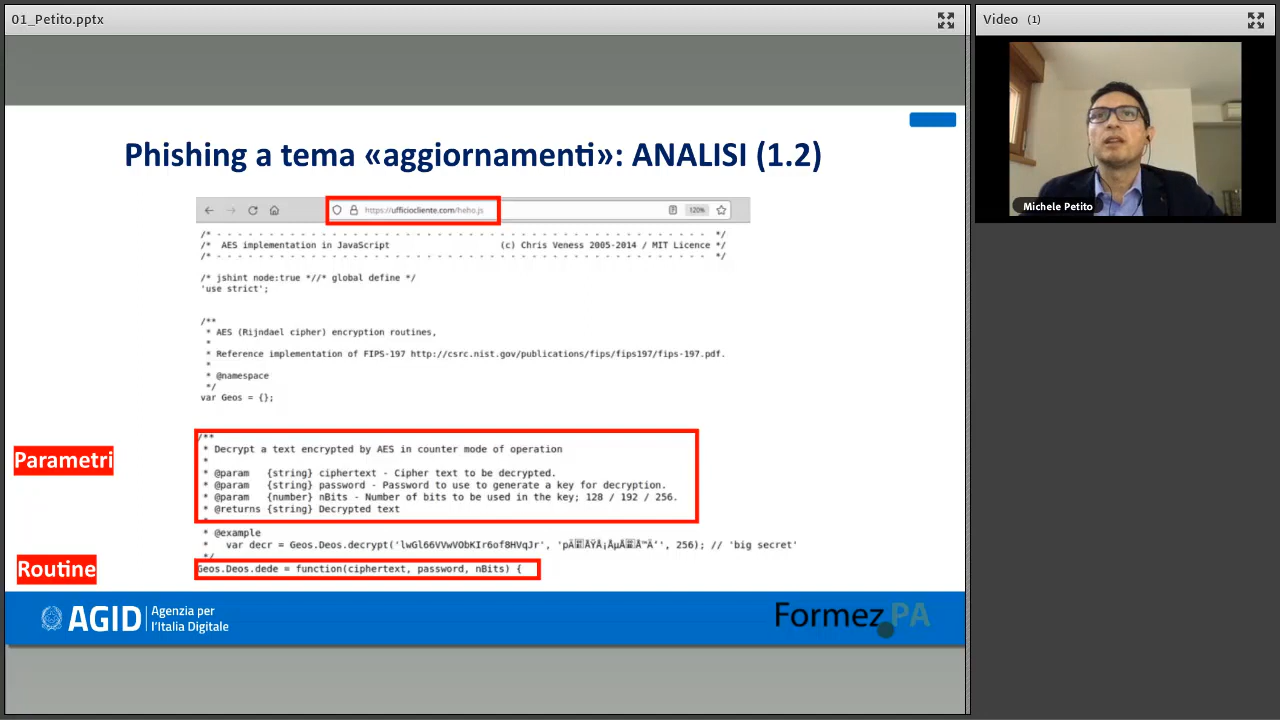 01_Petito.pptx
Video (1)
Michele Petito
Phishing a tema «aggiornamenti»: ANALISI (1.2)
https://ufficiocliente.com/heho.js
120%
/* - - - - - - - - - - - - - - - - - - - - - - - - - - - - - - - - - - - - - - - */
/* AES implementation in JavaScript (c) Chris Veness 2005-2014 / MIT Licence */
/* - - - - - - - - - - - - - - - - - - - - - - - - - - - - - - - - - - - - - - - */
/* jshint node:true *//* global define */
'use strict';
/**
* AES (Rijndael cipher) encryption routines,
*
* Reference implementation of FIPS-197 http://csrc.nist.gov/publications/fips/fips197/fips-197.pdf.
*
* @namespace
*/
var Geos = {};
/**
* Decrypt a text encrypted by AES in counter mode of operation
*
Parametri
* @param {string} ciphertext - Cipher text to be decrypted.
* @param {string} password - Password to use to generate a key for decryption.
* @param {number} nBits - Number of bits to be used in the key; 128 / 192 / 256.
* @returns {string} Decrypted text
*
* @example
* var decr = Geos.Deos.decrypt('lwGl66VVwVObKIr6of8HVqJr', 256); // 'big secret'
*/
Routine
Geos.Deos.dede = function(ciphertext, password, nBits) {
AGID
Agenzia per
l'Italia Digitale
Formez PA